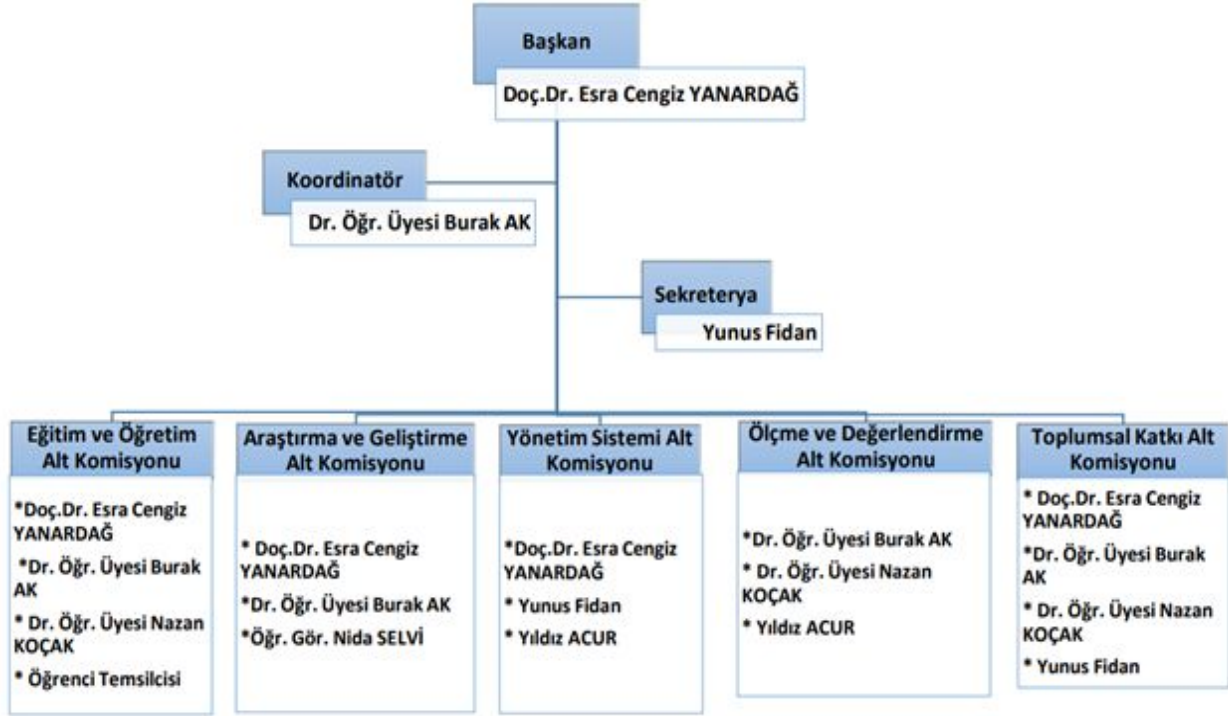 Başkan
Doç.Dr. Esra Cengiz YANARDAĞ
Koordinatör
Dr. Öğr. Üyesi Burak AK
Sekreterya
Yunus Fidan
Eğitim ve Öğretim
Alt Komisyonu
*Doç.Dr. Esra Cengiz
YANARDAĞ
*Dr. Öğr. Üyesi Burak
AK
* Dr. Öğr. Üyesi Nazan
KOÇAK
* Öğrenci Temsilcisi
Araştırma ve Geliştirme
Alt Komisyonu
* Doç.Dr. Esra Cengiz
YANARDAĞ
*Dr. Öğr. Üyesi Burak AK
*Öğr. Gör. Nida SELVİ
Yönetim Sistemi Alt
Komisyonu
*Doç.Dr. Esra Cengiz
YANARDAĞ
* Yunus Fidan
* Yıldız ACUR
Ölçme ve Değerlendirme
Alt Komisyonu
*Dr. Öğr. Üyesi Burak AK
* Dr. Öğr. Üyesi Nazan
KOÇAK
* Yıldız ACUR
Toplumsal Katkı Alt
Komisyonu
* Doç.Dr. Esra Cengiz
YANARDAĞ
*Dr. Öğr. Üyesi Burak
AK
* Dr. Öğr. Üyesi Nazan
KOÇAK
* Yunus Fidan